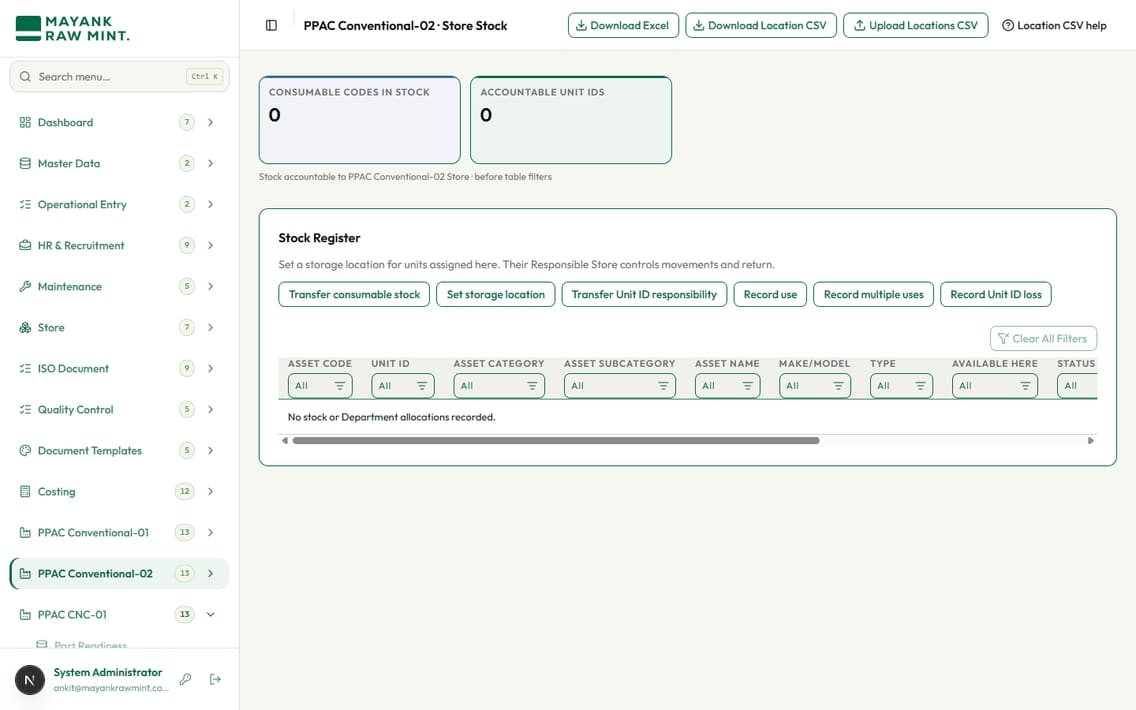 MAYANK
RAW MINT.
Search menu...
Ctrl K
Dashboard 7
Master Data 2
Operational Entry 2
HR & Recruitment 9
Maintenance 5
Store 7
ISO Document 9
Quality Control 5
Document Templates 5
Costing 12
PPAC Conventional-01 13
PPAC Conventional-02 13
PPAC CNC-01 13
Part Readiness
N
System Administrator
ankit@mayankrawmint.co...
PPAC Conventional-02 · Store Stock
Download Excel
Download Location CSV
Upload Locations CSV
Location CSV help
CONSUMABLE CODES IN STOCK
0
ACCOUNTABLE UNIT IDS
0
Stock accountable to PPAC Conventional-02 Store · before table filters
Stock Register
Set a storage location for units assigned here. Their Responsible Store controls movements and return.
Transfer consumable stock
Set storage location
Transfer Unit ID responsibility
Record use
Record multiple uses
Record Unit ID loss
Clear All Filters
ASSET CODE UNIT ID ASSET CATEGORY ASSET SUBCATEGORY ASSET NAME MAKE/MODEL TYPE AVAILABLE HERE STATUS
All All All All All All All All All
No stock or Department allocations recorded.